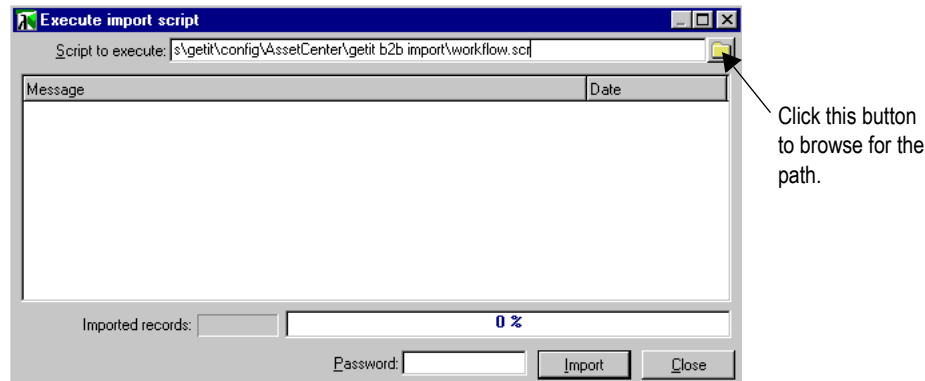 Execute import script
Script to execute: s\getit\config\AssetCenter\getit b2b import\workflow.scr
Message Date
Click this button
to browse for the
path.
Imported records: 0 %
Password: Import Close